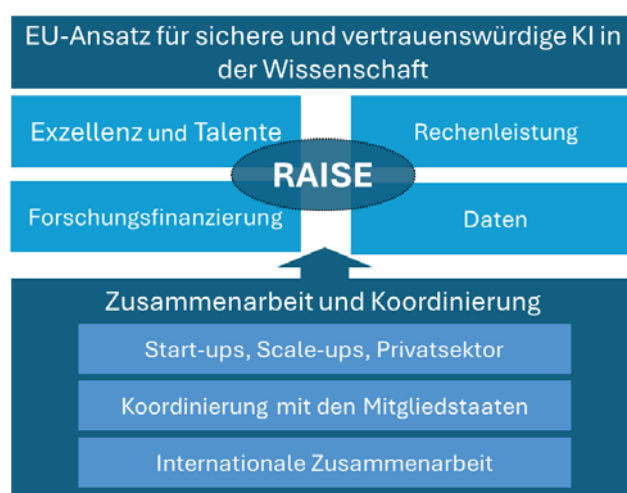 EU-Ansatz für sichere und vertrauenswürdige KI in
der Wissenschaft
Exzellenz und Talente
Rechenleistung
RAISE
Forschungsfinanzierung
Daten
Zusammenarbeit und Koordinierung
Start-ups, Scale-ups, Privatsektor
Koordinierung mit den Mitgliedstaaten
Internationale Zusammenarbeit